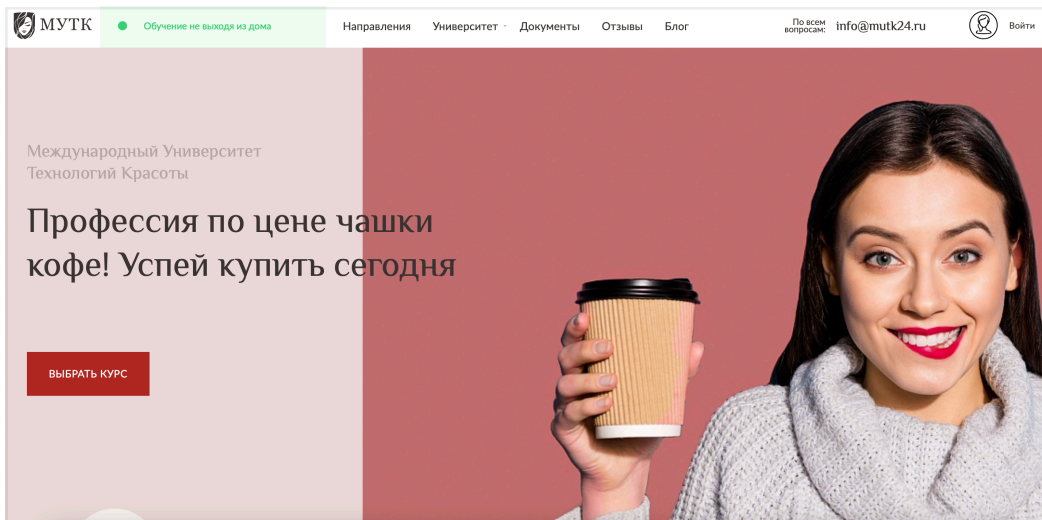 МУТК
Обучение не выходя из дома
Направления
Университет
Документы
Отзывы
Блог
По всем
вопросам:
info@mutk24.ru
Войти
Международный Университет
Технологий Красоты
Профессия по цене чашки
кофе! Успей купить сегодня
ВЫБРАТЬ КУРС